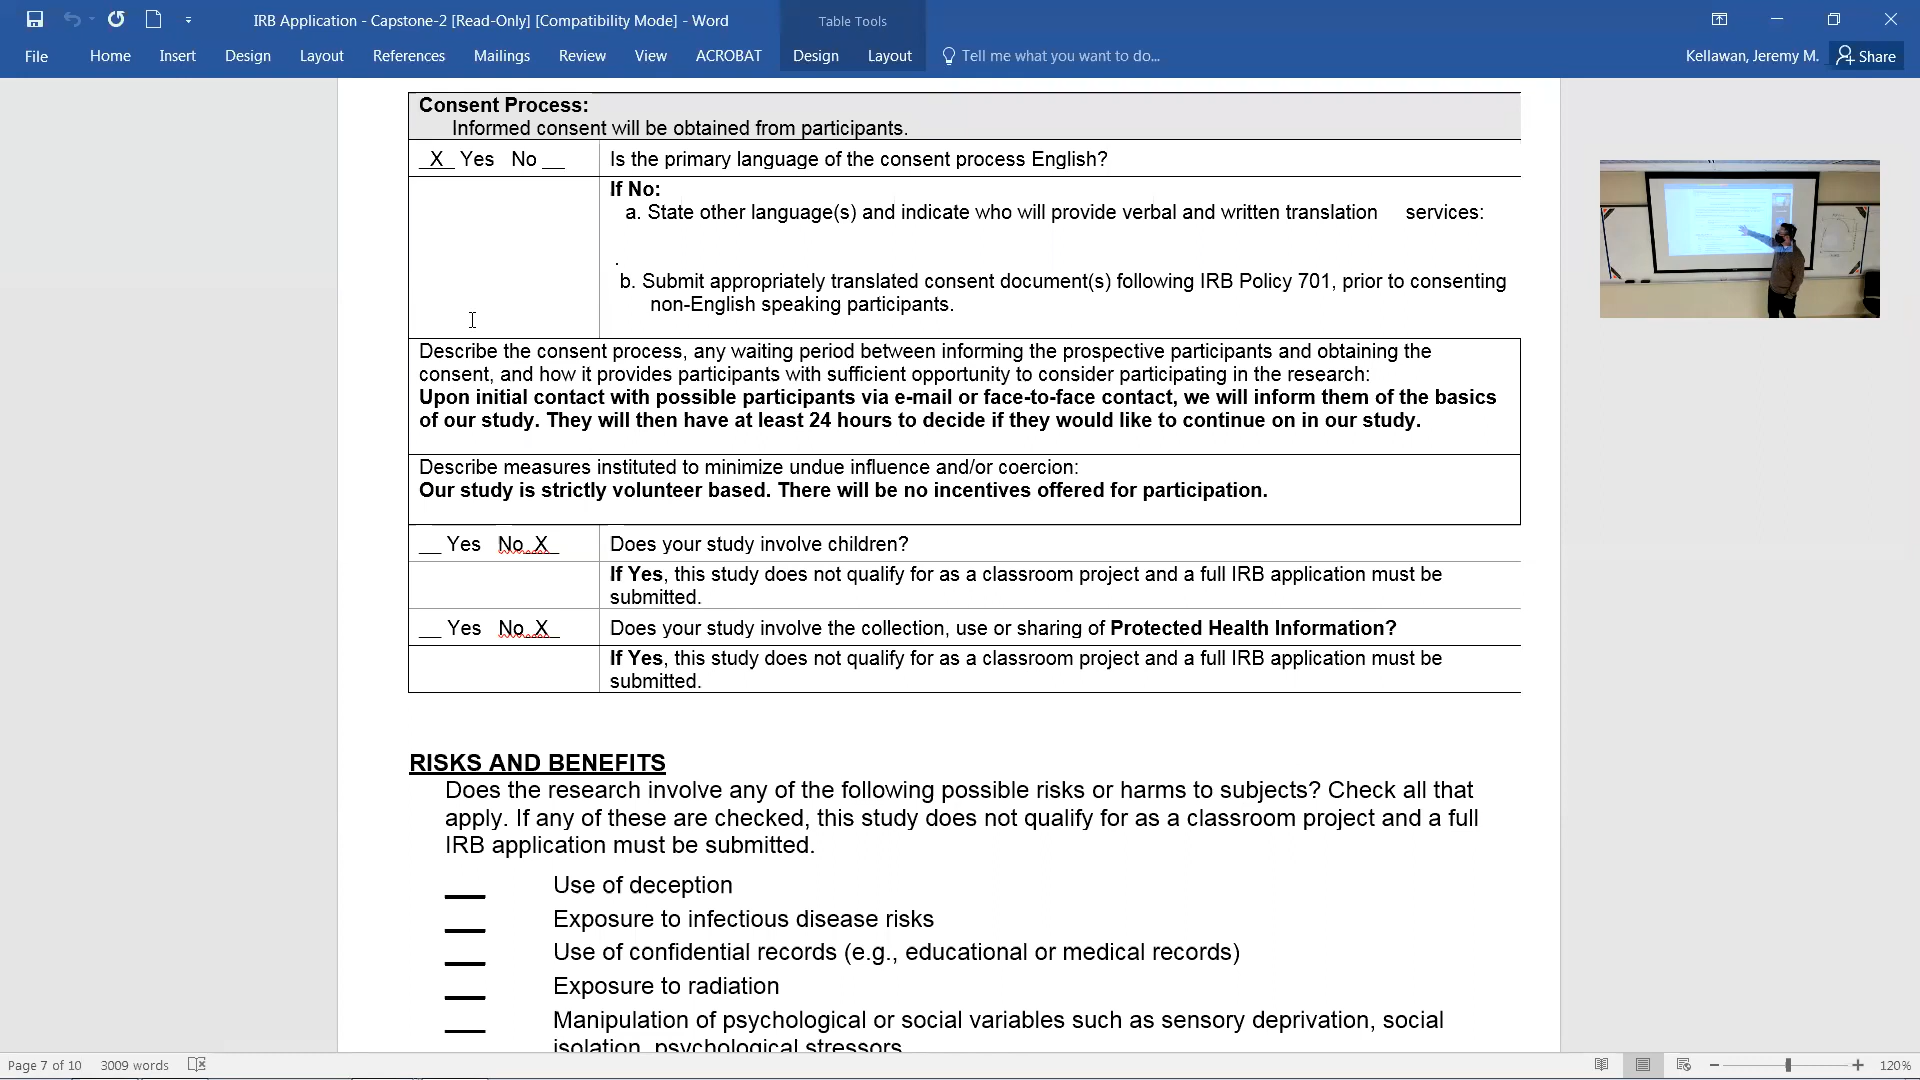 IRB Application - Capstone-2 [Read-Only] [Compatibility Mode] - Word
Table Tools
File Home Insert Design Layout References Mailings Review View ACROBAT Design Layout Tell me what you want to do... Kellawan, Jeremy M. Share
Consent Process:
Informed consent will be obtained from participants.
_X_ Yes No __ Is the primary language of the consent process English?
If No:
a. State other language(s) and indicate who will provide verbal and written translation services:
.
b. Submit appropriately translated consent document(s) following IRB Policy 701, prior to consenting
non-English speaking participants.
Describe the consent process, any waiting period between informing the prospective participants and obtaining the
consent, and how it provides participants with sufficient opportunity to consider participating in the research:
Upon initial contact with possible participants via e-mail or face-to-face contact, we will inform them of the basics
of our study. They will then have at least 24 hours to decide if they would like to continue on in our study.
Describe measures instituted to minimize undue influence and/or coercion:
Our study is strictly volunteer based. There will be no incentives offered for participation.
__ Yes No_X_ Does your study involve children?
If Yes, this study does not qualify for as a classroom project and a full IRB application must be
submitted.
__ Yes No_X_ Does your study involve the collection, use or sharing of Protected Health Information?
If Yes, this study does not qualify for as a classroom project and a full IRB application must be
submitted.
RISKS AND BENEFITS
Does the research involve any of the following possible risks or harms to subjects? Check all that
apply. If any of these are checked, this study does not qualify for as a classroom project and a full
IRB application must be submitted.
___ Use of deception
___ Exposure to infectious disease risks
___ Use of confidential records (e.g., educational or medical records)
___ Exposure to radiation
___ Manipulation of psychological or social variables such as sensory deprivation, social
isolation, psychological stressors
Page 7 of 10 3009 words 120%